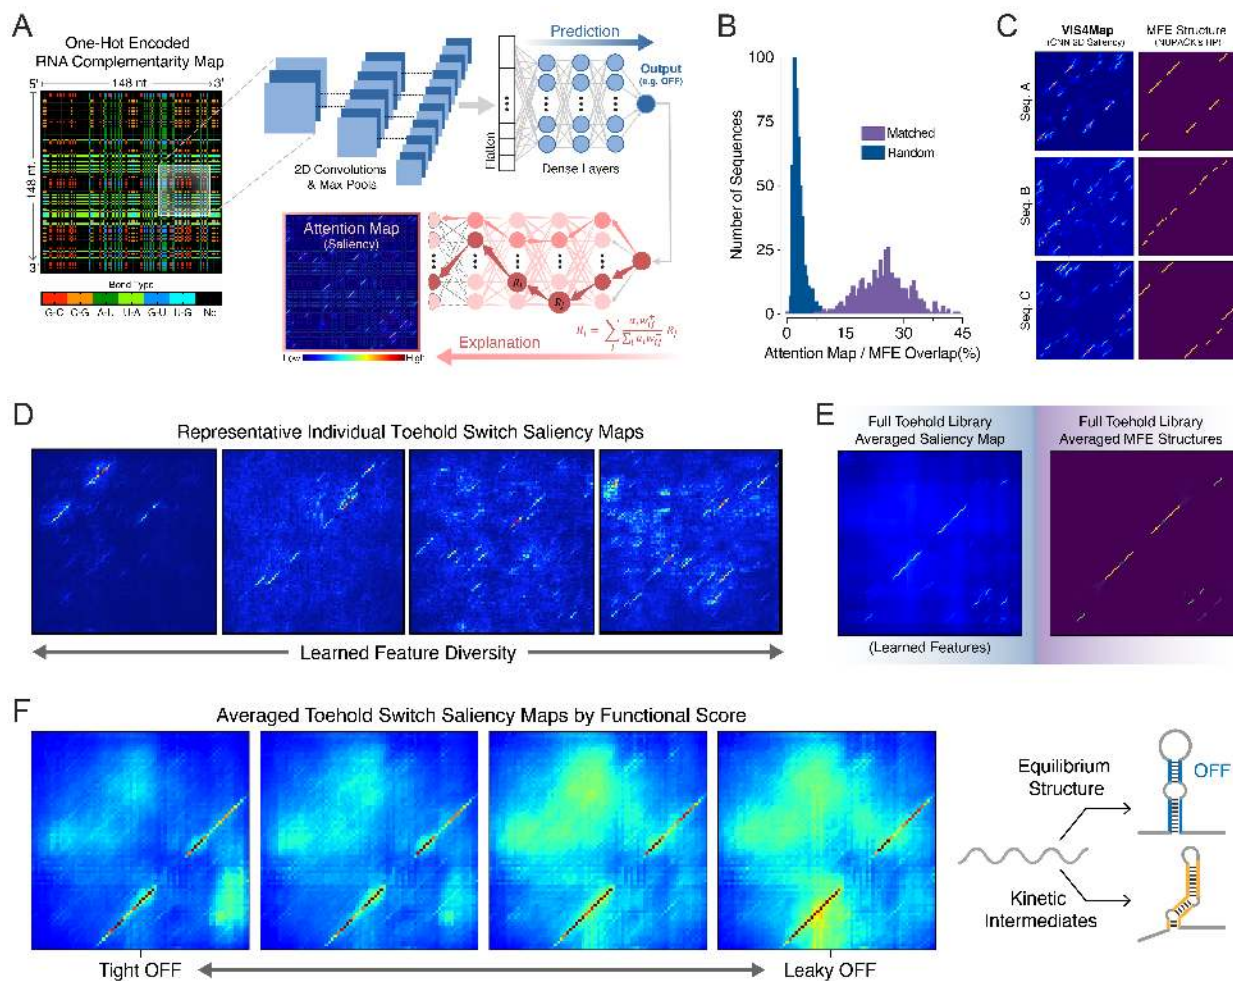 A
One-Hot Encoded
RNA Complementarity Map
5' 148 nt 3'
148 nt.
3'
Bond Type
G-C C-G A-U U-A G-U U-G
2D Convolutions
& Max Pools
Flatten
Prediction
Output
(e.g. OFF)
Dense Layers
Attention Map
(Saliency)
Low High
Explanation
B
Number of Sequences
100
75
50
25
0
Matched
Random
0 15 30 45
Attention Map / MFE Overlap(%)
C
VIS4Map
(CNN 2D Saliency)
MFE Structure
Seq. A
Seq. B
Seq. C
D
Representative Individual Toehold Switch Saliency Maps
Learned Feature Diversity
E
Full Toehold Library
Averaged Saliency Map
(Learned Features)
Full Toehold Library
Averaged MFE Structures
F
Averaged Toehold Switch Saliency Maps by Functional Score
Tight OFF
Leaky OFF
Equilibrium
Structure
OFF
Kinetic
Intermediates